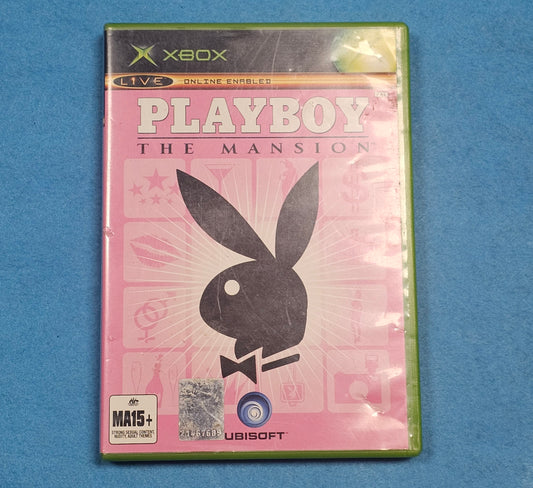 XBOX
LIVE ONLINE ENABLED
PLAYBOY
THE MANSION
MA15+
STRONG SEXUAL CONTENT,
NUDITY, ADULT THEMES
UBISOFT